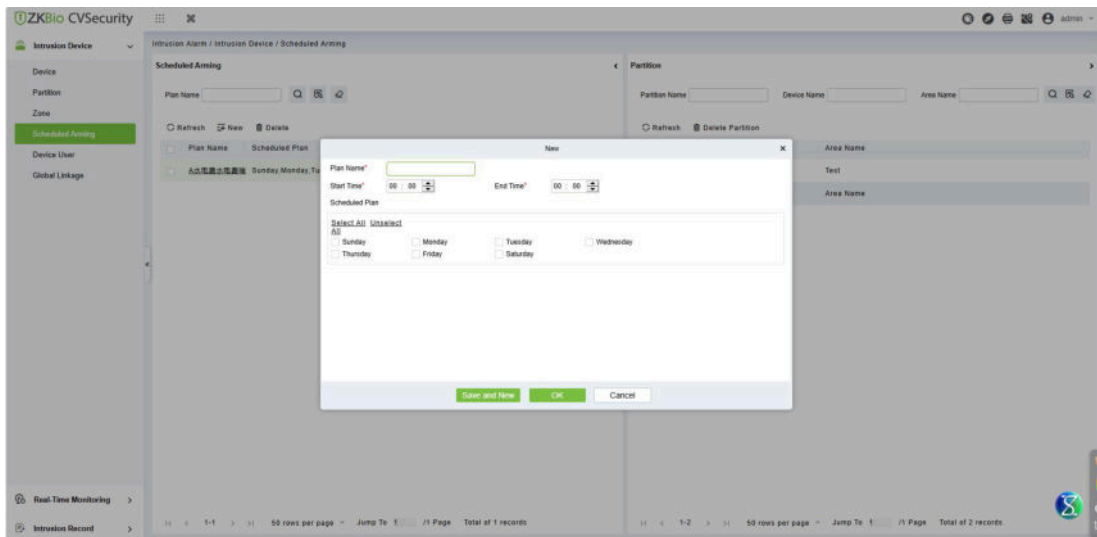 ZKBio CVSecurity
admin
Intrusion Device
Intrusion Alarm / Intrusion Device / Scheduled Arming
Device
Partition
Zone
Scheduled Arming
Device User
Global Linkage
Real-Time Monitoring
Intrusion Record
Scheduled Arming
Plan Name
Refresh New Delete
Plan Name Scheduled Plan
Sunday,Monday,Tu
1-1 50 rows per page Jump To 1 /1 Page Total of 1 records
Partition
Partition Name Device Name Area Name
Refresh Delete Partition
Area Name
Test
Area Name
1-2 50 rows per page Jump To 1 /1 Page Total of 2 records
New
Plan Name*
Start Time* 00 : 00 End Time* 00 : 00
Scheduled Plan
Select All Unselect
All
Sunday Monday Tuesday Wednesday
Thursday Friday Saturday
Save and New OK Cancel